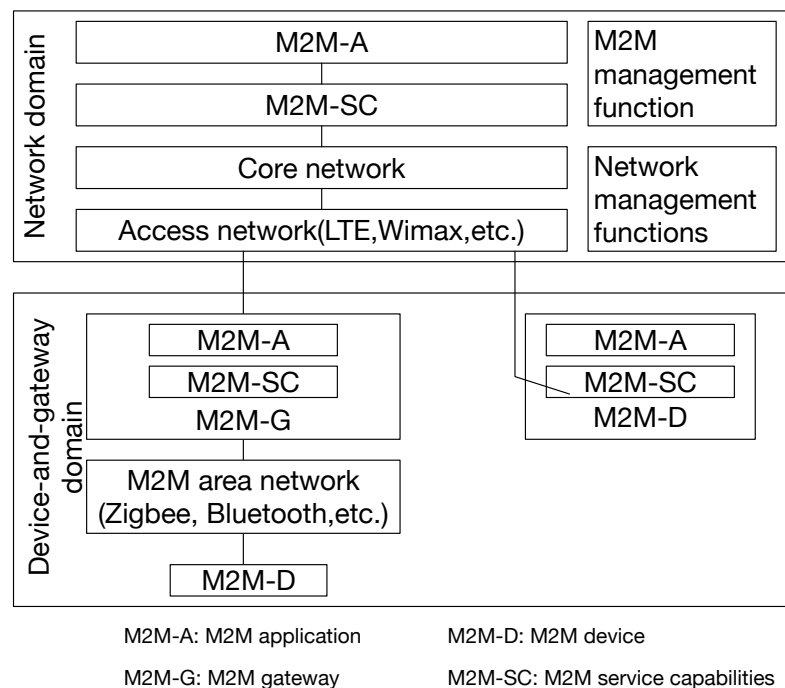 Network domain
M2M-A
M2M-SC
Core network
Access network(LTE,Wimax,etc.)
M2M
management
function
Network
management
functions
Device-and-gateway
domain
M2M-A
M2M-SC
M2M-G
M2M area network
(Zigbee, Bluetooth,etc.)
M2M-D
M2M-A
M2M-SC
M2M-D
M2M-A: M2M application
M2M-D: M2M device
M2M-G: M2M gateway
M2M-SC: M2M service capabilities